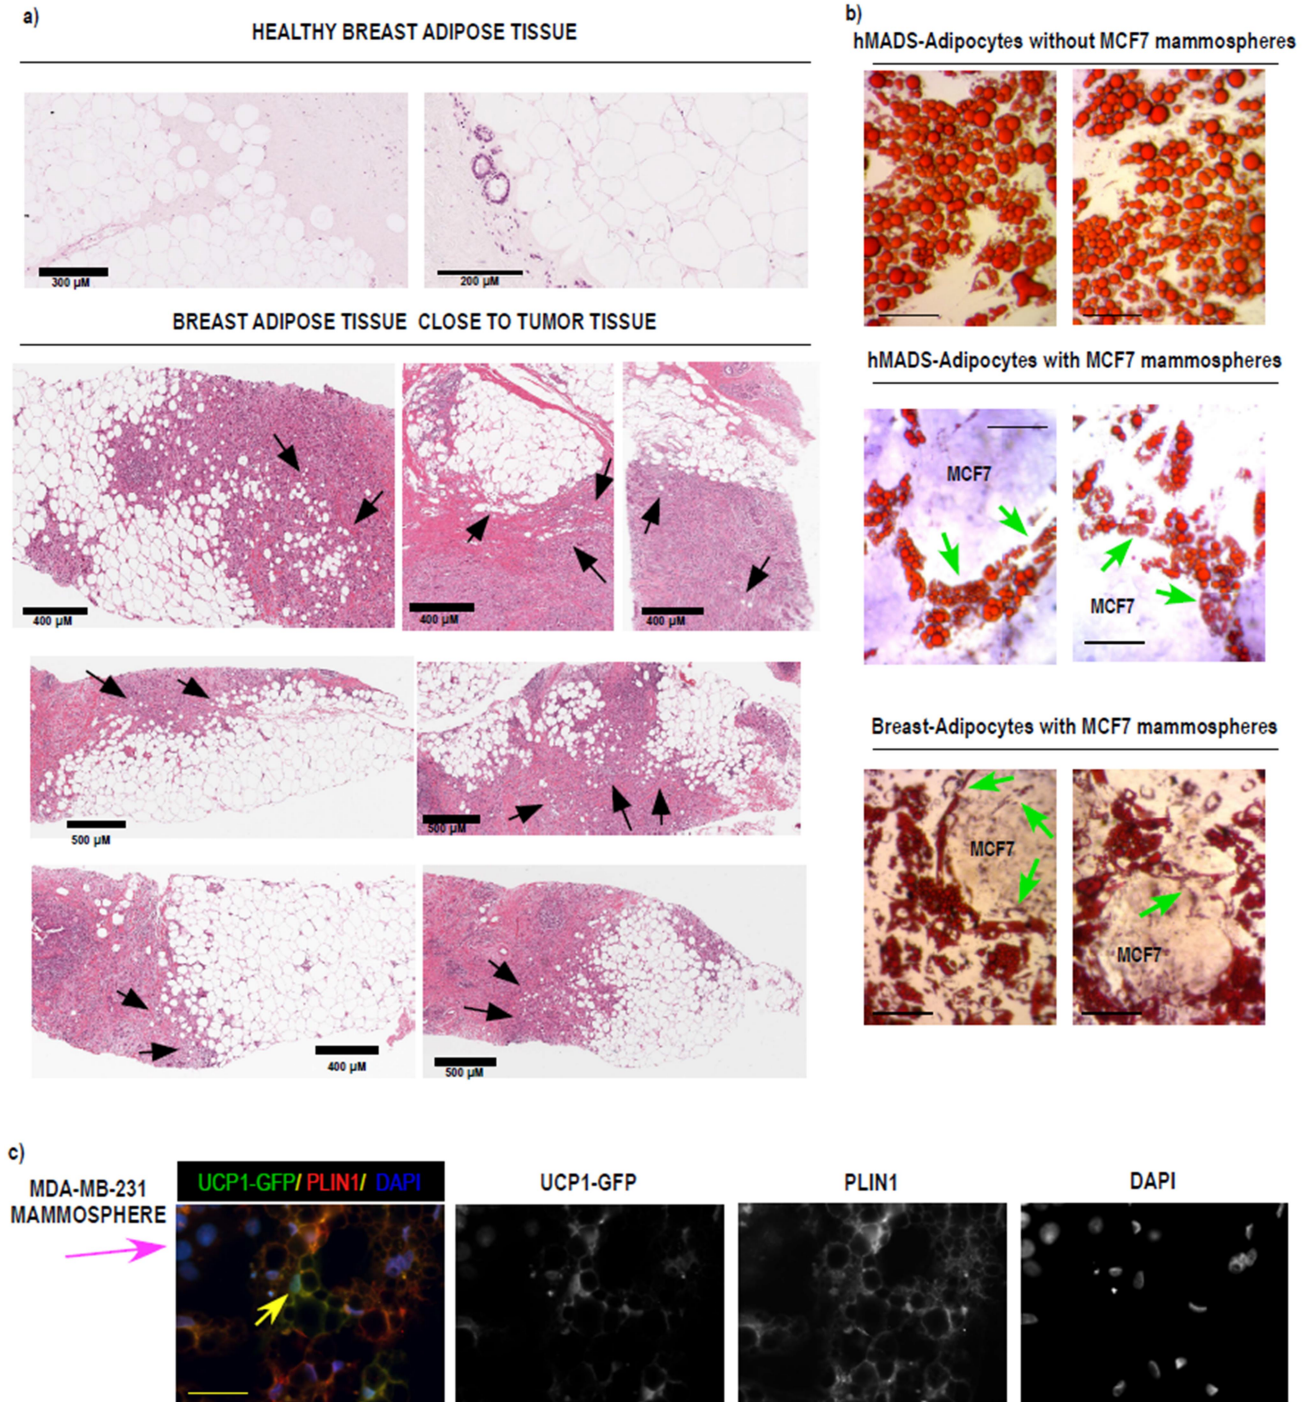 a)
HEALTHY BREAST ADIPOSE TISSUE
300 µM
200 µM
BREAST ADIPOSE TISSUE CLOSE TO TUMOR TISSUE
400 µM
400 µM
400 µM
500 µM
500 µM
400 µM
500 µM
b)
hMADS-Adipocytes without MCF7 mammospheres
hMADS-Adipocytes with MCF7 mammospheres
MCF7
MCF7
Breast-Adipocytes with MCF7 mammospheres
MCF7
MCF7
c)
MDA-MB-231
MAMMOSPHERE
UCP1-GFP/ PLIN1/ DAPI
UCP1-GFP
PLIN1
DAPI